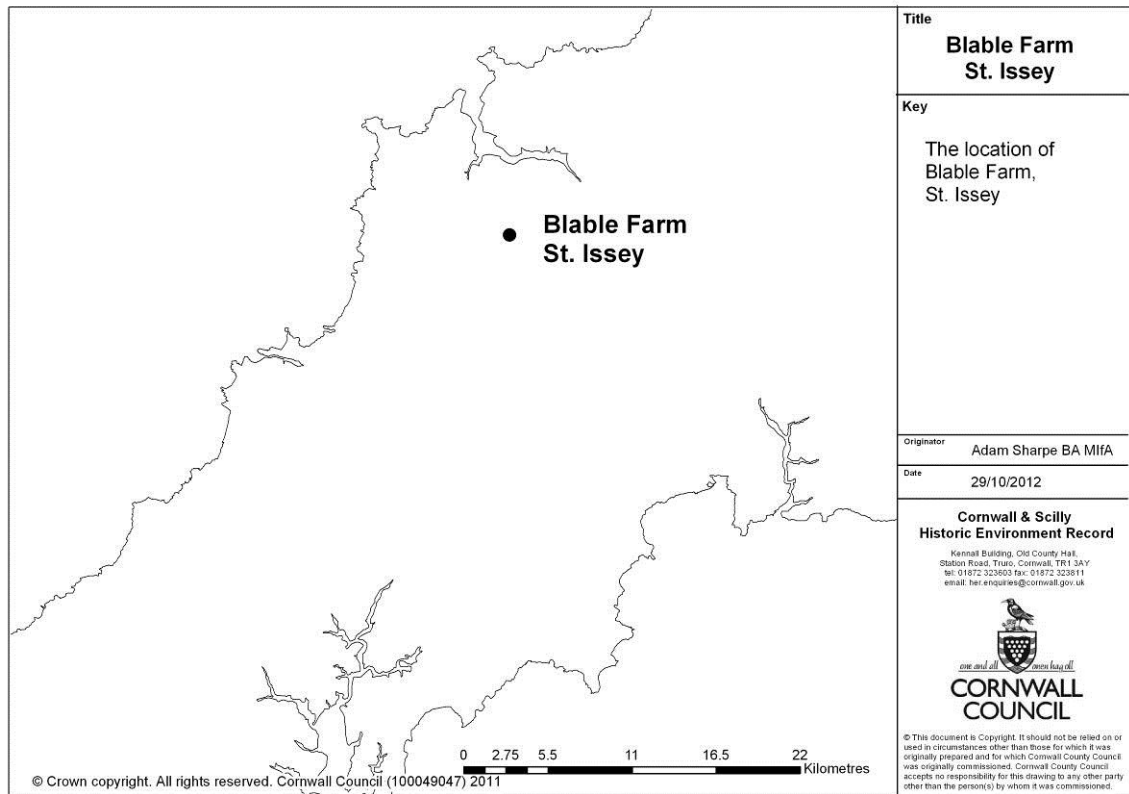 Blable Farm
St. Issey
0 2.75 5.5 11 16.5 22
Kilometres
© Crown copyright. All rights reserved. Cornwall Council (100049047) 2011
Title
Blable Farm
St. Issey
Key
The location of
Blable Farm,
St. Issey
Originator
Adam Sharpe BA MIfA
Date
29/10/2012
Cornwall & Scilly
Historic Environment Record
Kennall Building, Old County Hall,
Station Road, Truro, Cornwall, TR1 3AY
tel: 01872 323603 fax: 01872 323811
email: her.enquiries@cornwall.gov.uk
one and all onen hag oll
CORNWALL
COUNCIL
© This document is Copyright. It should not be relied on or
used in circumstances other than those for which it was
originally prepared and for which Cornwall County Council
was originally commissioned. Cornwall County Council
accepts no responsibility for this drawing to any other party
other than the person(s) by whom it was commissioned.